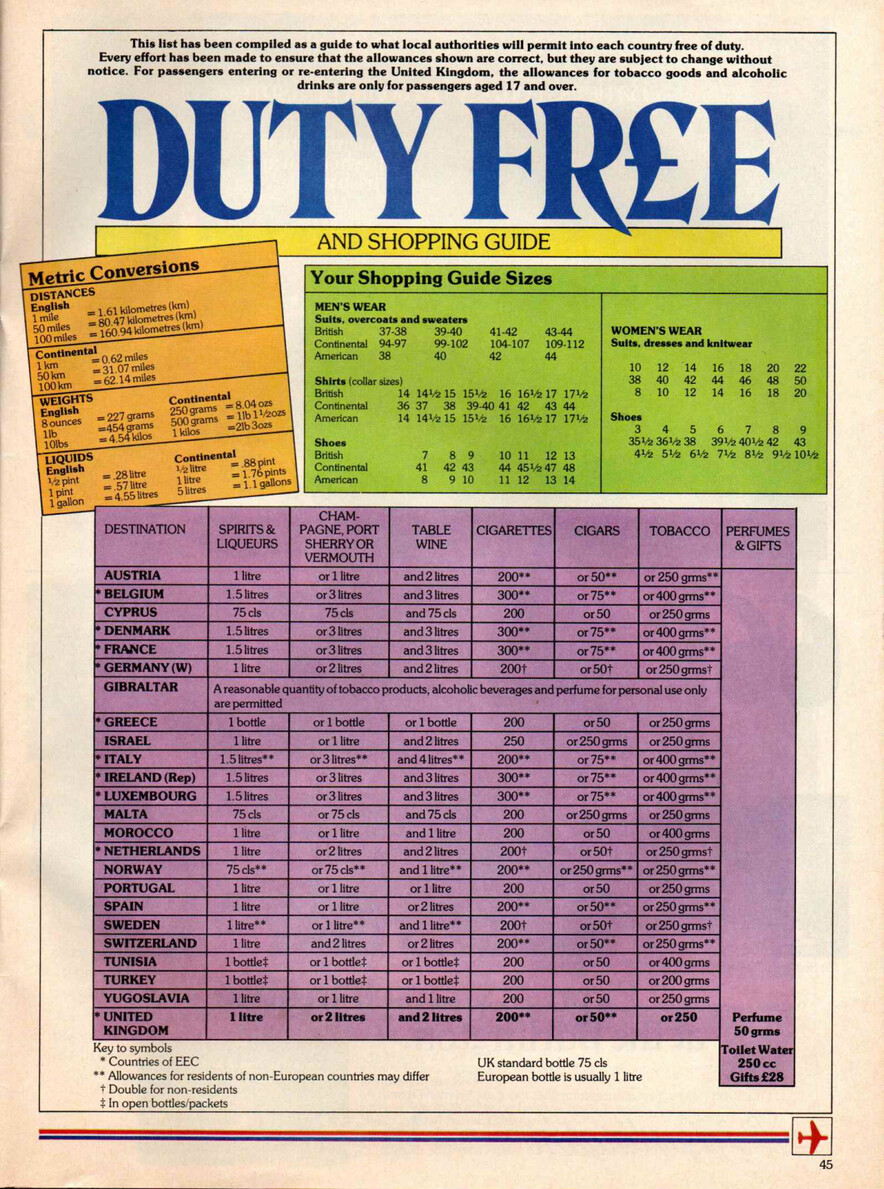 This list has been compiled as a guide to what local authorities will permit into each country free of duty.
Every effort has been made to ensure that the allowances shown are correct, but they are subject to change without
notice. For passengers entering or re-entering the United Kingdom, the allowances for tobacco goods and alcoholic
drinks are only for passengers aged 17 and over.
DUTY FR£E
AND SHOPPING GUIDE
Metric Conversions
DISTANCES
English
1 mile = 1.61 kilometres (km)
50 miles = 80.47 kilometres (km)
100 miles = 160.94 kilometres (km)
Continental
1 km = 0.62 miles
50 km = 31.07 miles
100 km = 62.14 miles
WEIGHTS
English
8 ounces = 227 grams
1lb =454 grams
10lbs = 4.54 kilos
Continental
250 grams = 8.04 ozs
500 grams = 1lb 1½ozs
1 kilos =2lb 3ozs
LIQUIDS
English
½ pint = .28 litre
1 pint = .57 litre
1 gallon = 4.55 litres
Continental
½ litre = .88 pint
1 litre = 1.76 pints
5 litres = 1.1 gallons
Your Shopping Guide Sizes
MEN'S WEAR
Suits, overcoats and sweaters
British 37-38 39-40 41-42 43-44
Continental 94-97 99-102 104-107 109-112
American 38 40 42 44
Shirts (collar sizes)
British 14 14½ 15 15½ 16 16½ 17 17½
Continental 36 37 38 39-40 41 42 43 44
American 14 14½ 15 15½ 16 16½ 17 17½
Shoes
British 7 8 9 10 11 12 13
Continental 41 42 43 44 45½ 47 48
American 8 9 10 11 12 13 14
WOMEN'S WEAR
Suits, dresses and knitwear
10 12 14 16 18 20 22
38 40 42 44 46 48 50
8 10 12 14 16 18 20
Shoes
3 4 5 6 7 8 9
35½ 36½ 38 39½ 40½ 42 43
4½ 5½ 6½ 7½ 8½ 9½ 10½
DESTINATION SPIRITS & LIQUEURS CHAM-PAGNE, PORT SHERRY OR VERMOUTH TABLE WINE CIGARETTES CIGARS TOBACCO PERFUMES & GIFTS
AUSTRIA 1 litre or 1 litre and 2 litres 200** or 50** or 250 grms**
* BELGIUM 1.5 litres or 3 litres and 3 litres 300** or 75** or 400 grms**
CYPRUS 75 cls 75 cls and 75 cls 200 or 50 or 250 grms
* DENMARK 1.5 litres or 3 litres and 3 litres 300** or 75** or 400 grms**
* FRANCE 1.5 litres or 3 litres and 3 litres 300** or 75** or 400 grms**
* GERMANY (W) 1 litre or 2 litres and 2 litres 200† or 50† or 250 grms†
GIBRALTAR A reasonable quantity of tobacco products, alcoholic beverages and perfume for personal use only
are permitted
* GREECE 1 bottle or 1 bottle or 1 bottle 200 or 50 or 250 grms
ISRAEL 1 litre or 1 litre and 2 litres 250 or 250 grms or 250 grms
* ITALY 1.5 litres** or 3 litres** and 4 litres** 200** or 75** or 400 grms**
* IRELAND (Rep) 1.5 litres or 3 litres and 3 litres 300** or 75** or 400 grms**
* LUXEMBOURG 1.5 litres or 3 litres and 3 litres 300** or 75** or 400 grms**
MALTA 75 cls or 75 cls and 75 cls 200 or 250 grms or 250 grms
MOROCCO 1 litre or 1 litre and 1 litre 200 or 50 or 400 grms
* NETHERLANDS 1 litre or 2 litres and 2 litres 200† or 50† or 250 grms†
NORWAY 75 cls** or 75 cls** and 1 litre** 200** or 250 grms** or 250 grms**
PORTUGAL 1 litre or 1 litre or 1 litre 200 or 50 or 250 grms
SPAIN 1 litre or 1 litre or 2 litres 200** or 50** or 250 grms**
SWEDEN 1 litre** or 1 litre** and 1 litre** 200† or 50† or 250 grms†
SWITZERLAND 1 litre and 2 litres or 2 litres 200** or 50** or 250 grms**
TUNISIA 1 bottle‡ or 1 bottle‡ or 1 bottle‡ 200 or 50 or 400 grms
TURKEY 1 bottle‡ or 1 bottle‡ or 1 bottle‡ 200 or 50 or 200 grms
YUGOSLAVIA 1 litre or 1 litre and 1 litre 200 or 50 or 250 grms
* UNITED KINGDOM 1 litre or 2 litres and 2 litres 200** or 50** or 250 Perfume
50 grms
Toilet Water
250 cc
Gifts £28
Key to symbols
* Countries of EEC
** Allowances for residents of non-European countries may differ
† Double for non-residents
‡ In open bottles/packets
UK standard bottle 75 cls
European bottle is usually 1 litre
45